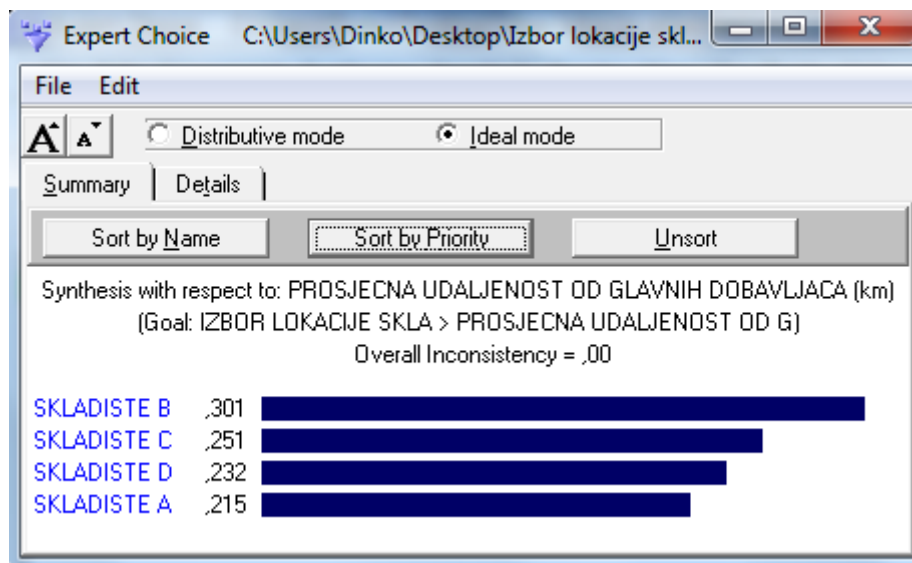 Expert Choice C:\Users\Dinko\Desktop\Izbor lokacije skl...
File Edit
A A Distributive mode Ideal mode
Summary Details
Sort by Name Sort by Priority Unsort
Synthesis with respect to: PROSJECNA UDALJENOST OD GLAVNIH DOBAVLJACA (km)
(Goal: IZBOR LOKACIJE SKLA > PROSJECNA UDALJENOST OD G)
Overall Inconsistency = ,00
SKLADISTE B ,301
SKLADISTE C ,251
SKLADISTE D ,232
SKLADISTE A ,215